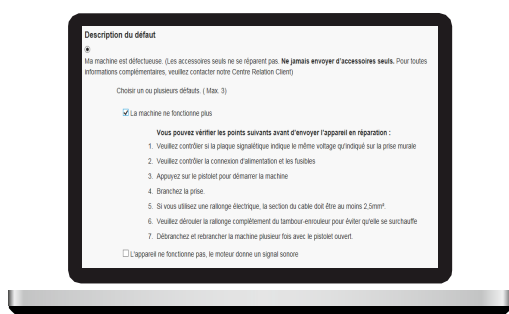 Description du défaut
Ma machine est défectueuse. (Les accessoires seuls ne se réparent pas. Ne jamais envoyer d'accessoires seuls. Pour toutes
informations complémentaires, veuillez contacter notre Centre Relation Client)
Choisir un ou plusieurs défauts. ( Max. 3)
La machine ne fonctionne plus
Vous pouvez vérifier les points suivants avant d'envoyer l'appareil en réparation :
1. Veuillez contrôler si la plaque signalétique indique le même voltage qu'indiqué sur la prise murale
2. Veuillez contrôler la connexion d'alimentation et les fusibles
3. Appuyez sur le pistolet pour démarrer la machine
4. Branchez la prise.
5. Si vous utilisez une rallonge électrique, la section du cable doit être au moins 2,5mm².
6. Veuillez dérouler la rallonge complètement du tambour-enrouleur pour éviter qu'elle se surchauffe
7. Débranchez et rebrancher la machine plusieur fois avec le pistolet ouvert.
L'appareil ne fonctionne pas, le moteur donne un signal sonore